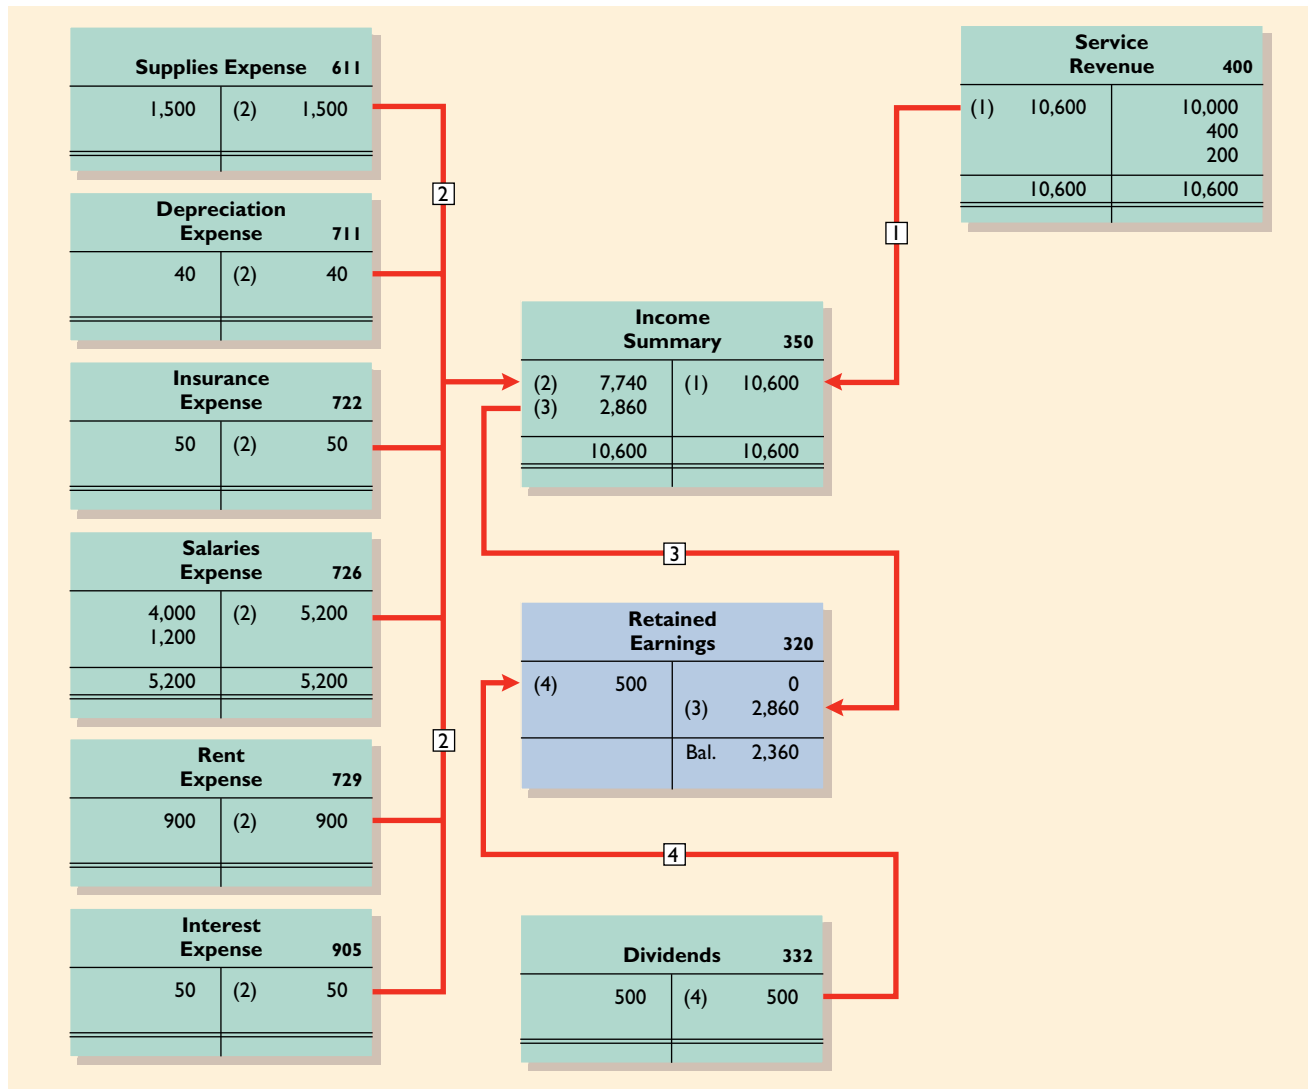 Supplies Expense 611
1,500 (2) 1,500
2
Depreciation
Expense 711
40 (2) 40
Insurance
Expense 722
50 (2) 50
Salaries
Expense 726
4,000 (2) 5,200
1,200
5,200 5,200
2
Rent
Expense 729
900 (2) 900
Interest
Expense 905
50 (2) 50
Service
Revenue 400
(1) 10,600 10,000
400
200
10,600 10,600
1
Income
Summary 350
(2) 7,740 (1) 10,600
(3) 2,860
10,600 10,600
3
Retained
Earnings 320
(4) 500 0
(3) 2,860
Bal. 2,360
4
Dividends 332
500 (4) 500